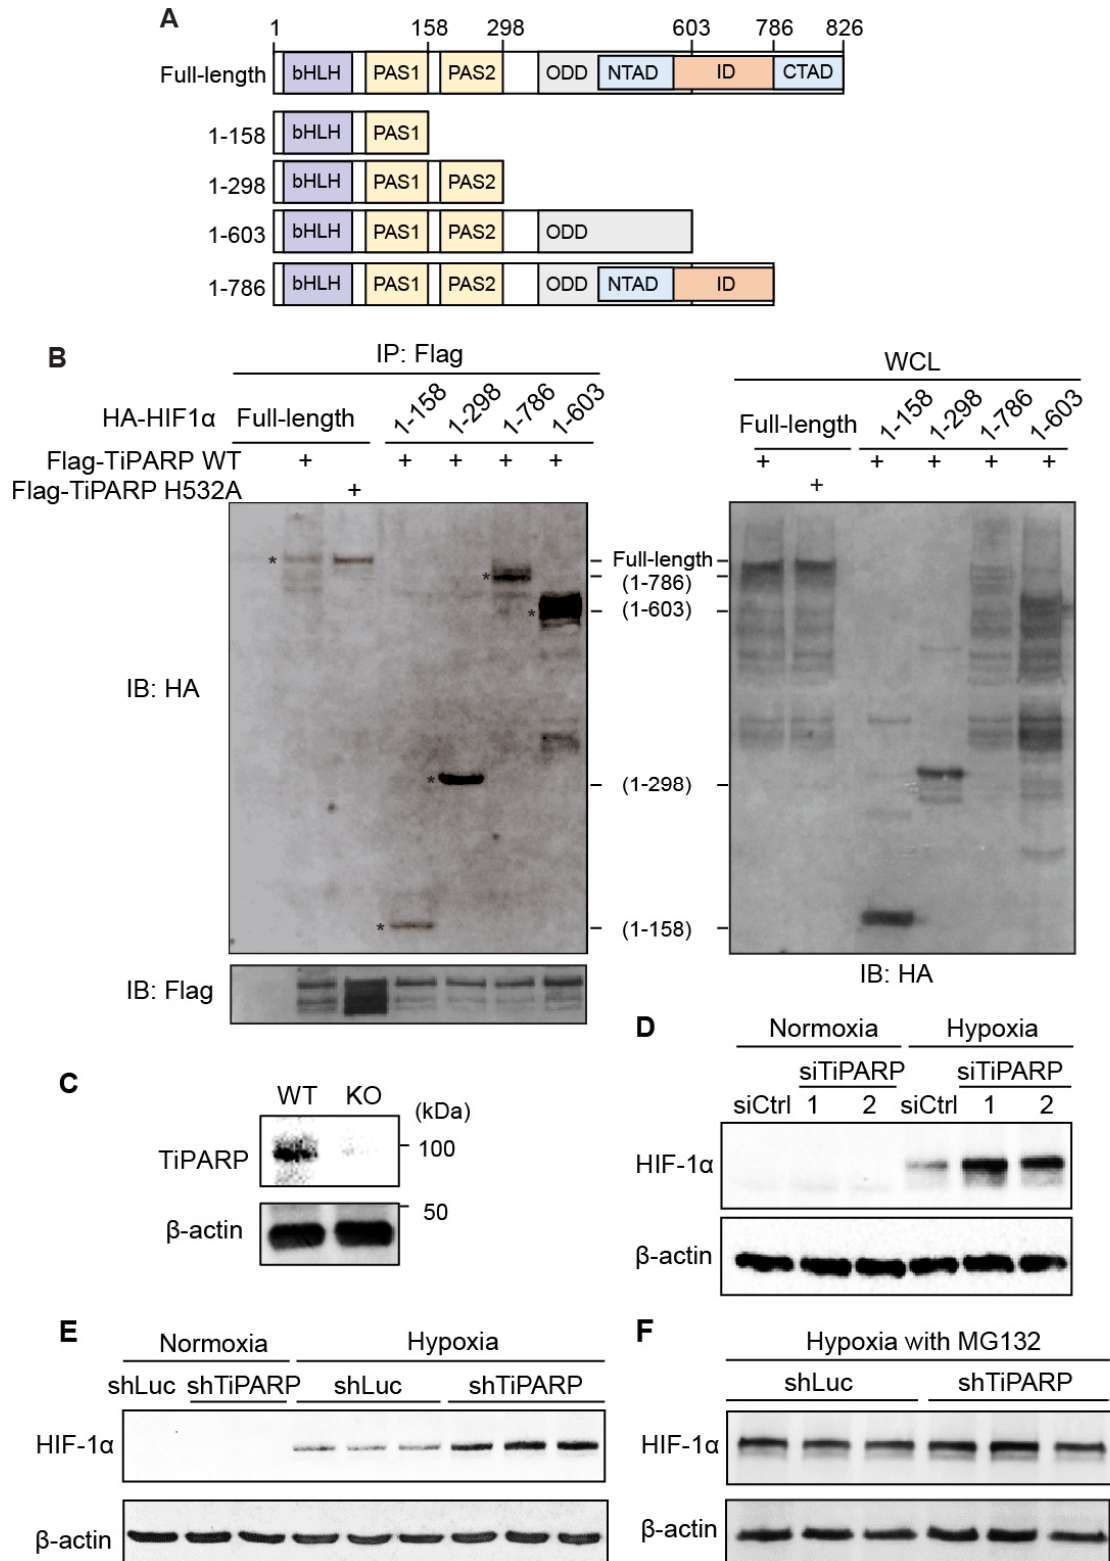 A
1 158 298 603 786 826
Full-length bHLH PAS1 PAS2 ODD NTAD ID CTAD
1-158 bHLH PAS1
1-298 bHLH PAS1 PAS2
1-603 bHLH PAS1 PAS2 ODD
1-786 bHLH PAS1 PAS2 ODD NTAD ID
B
IP: Flag
HA-HIF1α Full-length 1-158 1-298 1-786 1-603
Flag-TiPARP WT + + + + +
Flag-TiPARP H532A +
WCL
Full-length 1-158 1-298 1-786 1-603
+ + + + +
+
* * * * *
Full-length
(1-786)
(1-603)
(1-298)
(1-158)
IB: HA
IB: Flag
IB: HA
C
WT KO (kDa)
TiPARP 100
50
β-actin
D
Normoxia Hypoxia
siTiPARP siTiPARP
siCtrl 1 2 siCtrl 1 2
HIF-1α
β-actin
E
Normoxia Hypoxia
shLuc shTiPARP shLuc shTiPARP
HIF-1α
β-actin
F
Hypoxia with MG132
shLuc shTiPARP
HIF-1α
β-actin